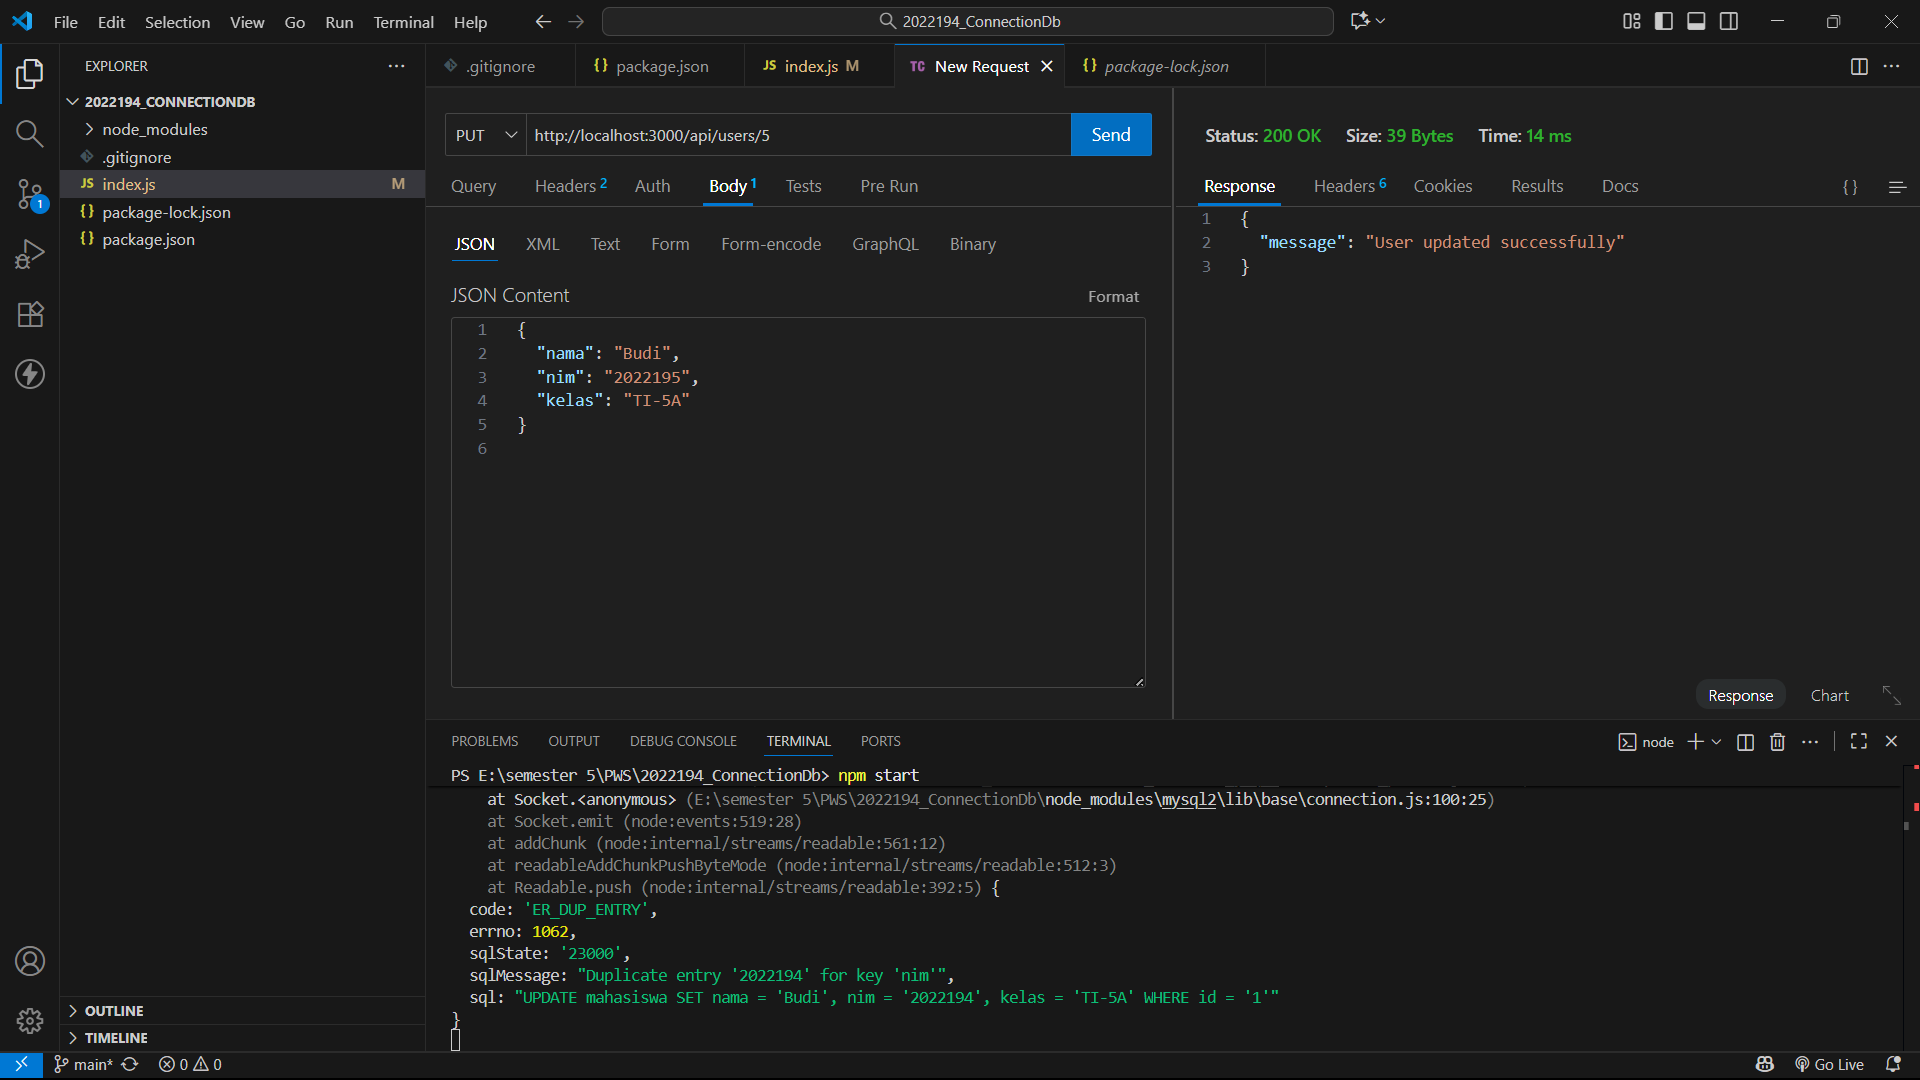 File Edit Selection View Go Run Terminal Help
2022194_ConnectionDb
EXPLORER
2022194_CONNECTIONDB
node_modules
.gitignore
JS index.js M
{} package-lock.json
{} package.json
1
OUTLINE
TIMELINE
.gitignore
{} package.json
JS index.js M
TC New Request
{} package-lock.json
PUT http://localhost:3000/api/users/5 Send
Query Headers 2 Auth Body 1 Tests Pre Run
JSON XML Text Form Form-encode GraphQL Binary
JSON Content Format
1 {
2 "nama": "Budi",
3 "nim": "2022195",
4 "kelas": "TI-5A"
5 }
6
Status: 200 OK Size: 39 Bytes Time: 14 ms
Response Headers 6 Cookies Results Docs {}
1 {
2 "message": "User updated successfully"
3 }
Response Chart
PROBLEMS OUTPUT DEBUG CONSOLE TERMINAL PORTS
node
PS E:\semester 5\PWS\2022194_ConnectionDb> npm start
at Socket.<anonymous> (E:\semester 5\PWS\2022194_ConnectionDb\node_modules\mysql2\lib\base\connection.js:100:25)
at Socket.emit (node:events:519:28)
at addChunk (node:internal/streams/readable:561:12)
at readableAddChunkPushByteMode (node:internal/streams/readable:512:3)
at Readable.push (node:internal/streams/readable:392:5) {
code: 'ER_DUP_ENTRY',
errno: 1062,
sqlState: '23000',
sqlMessage: "Duplicate entry '2022194' for key 'nim'",
sql: "UPDATE mahasiswa SET nama = 'Budi', nim = '2022194', kelas = 'TI-5A' WHERE id = '1'"
}
main* 0 0
Go Live